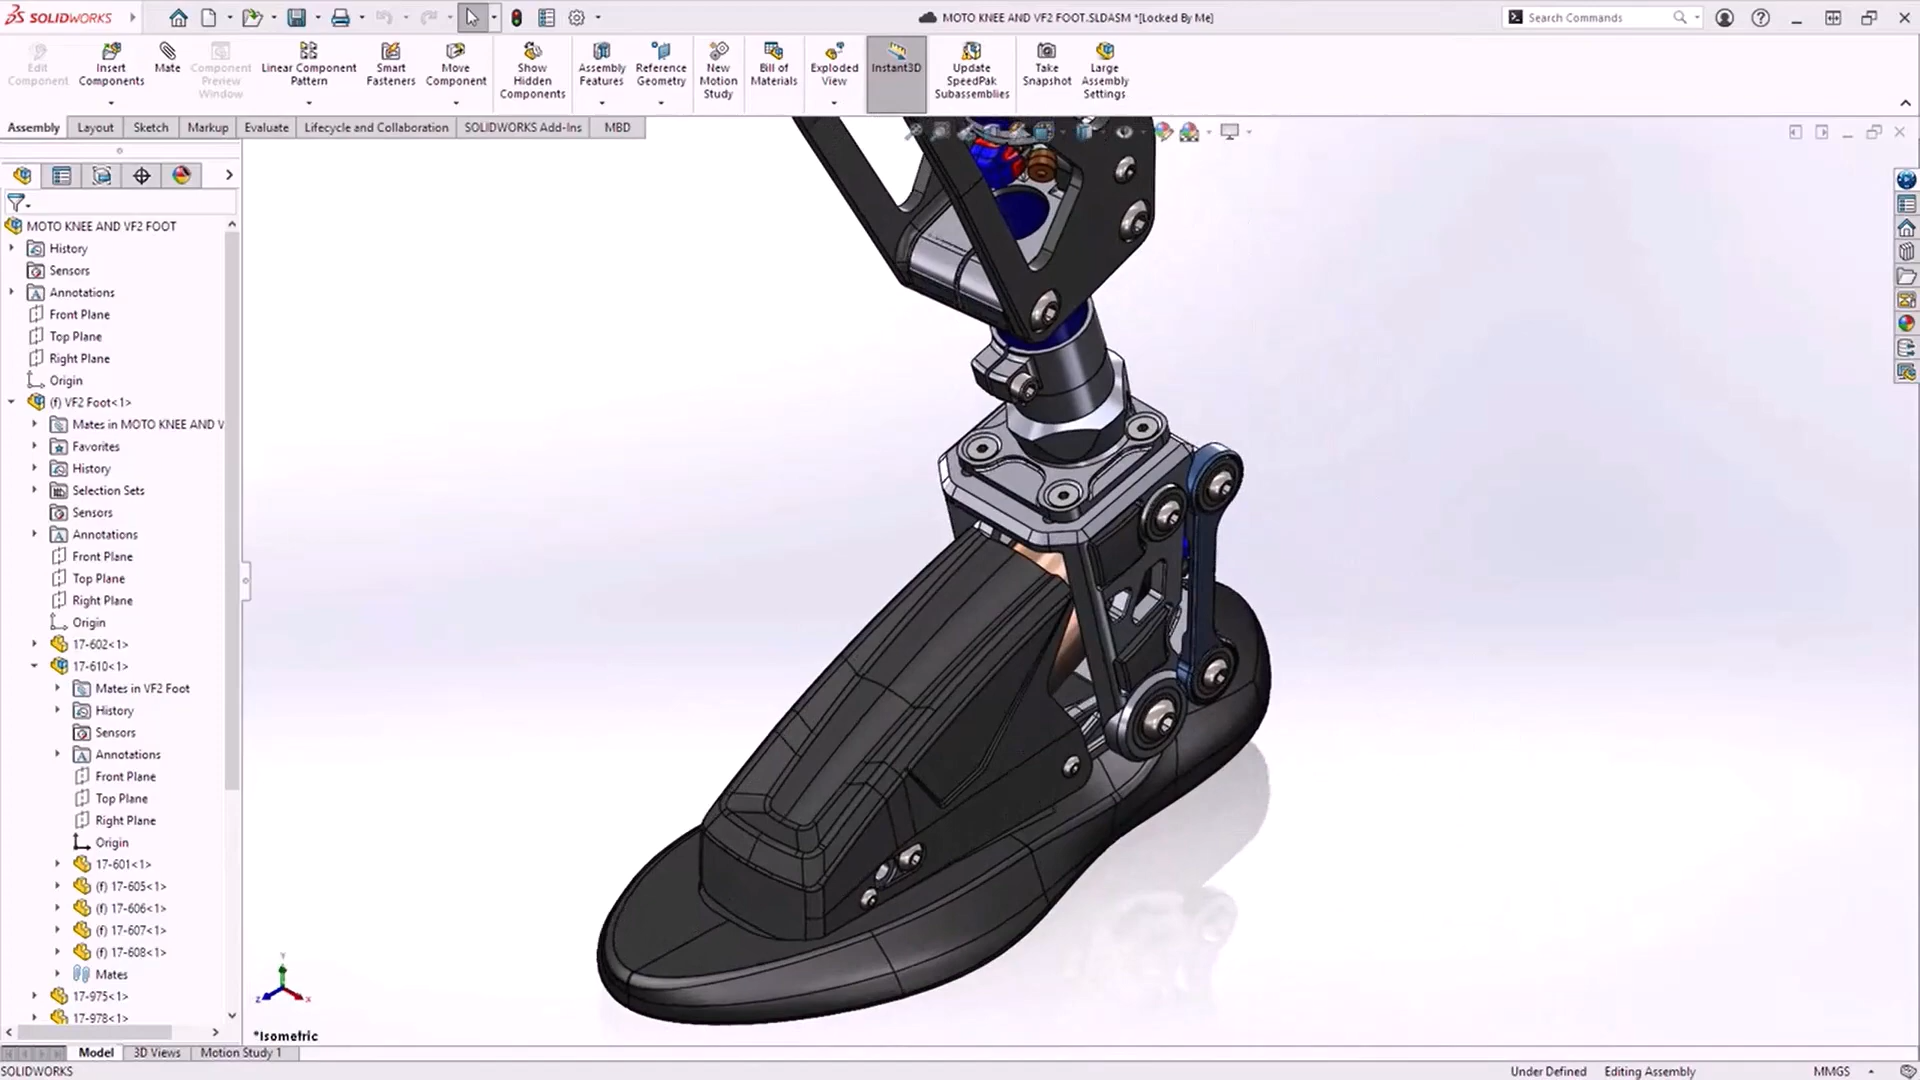 SOLIDWORKS
MOTO KNEE AND VF2 FOOT.SLDASM *[Locked By Me]
Search Commands
Edit Component
Insert Components
Mate
Component Preview Window
Linear Component Pattern
Smart Fasteners
Move Component
Show Hidden Components
Assembly Features
Reference Geometry
New Motion Study
Bill of Materials
Exploded View
Instant3D
Update SpeedPak Subassemblies
Take Snapshot
Large Assembly Settings
Assembly
Layout
Sketch
Markup
Evaluate
Lifecycle and Collaboration
SOLIDWORKS Add-Ins
MBD
MOTO KNEE AND VF2 FOOT
History
Sensors
Annotations
Front Plane
Top Plane
Right Plane
Origin
(f) VF2 Foot<1>
Mates in MOTO KNEE AND V
Favorites
History
Selection Sets
Sensors
Annotations
Front Plane
Top Plane
Right Plane
Origin
17-602<1>
17-610<1>
Mates in VF2 Foot
History
Sensors
Annotations
Front Plane
Top Plane
Right Plane
Origin
17-601<1>
(f) 17-605<1>
(f) 17-606<1>
(f) 17-607<1>
(f) 17-608<1>
Mates
17-975<1>
17-978<1>
Y
Z
X
*Isometric
Model
3D Views
Motion Study 1
SOLIDWORKS
Under Defined
Editing Assembly
MMGS